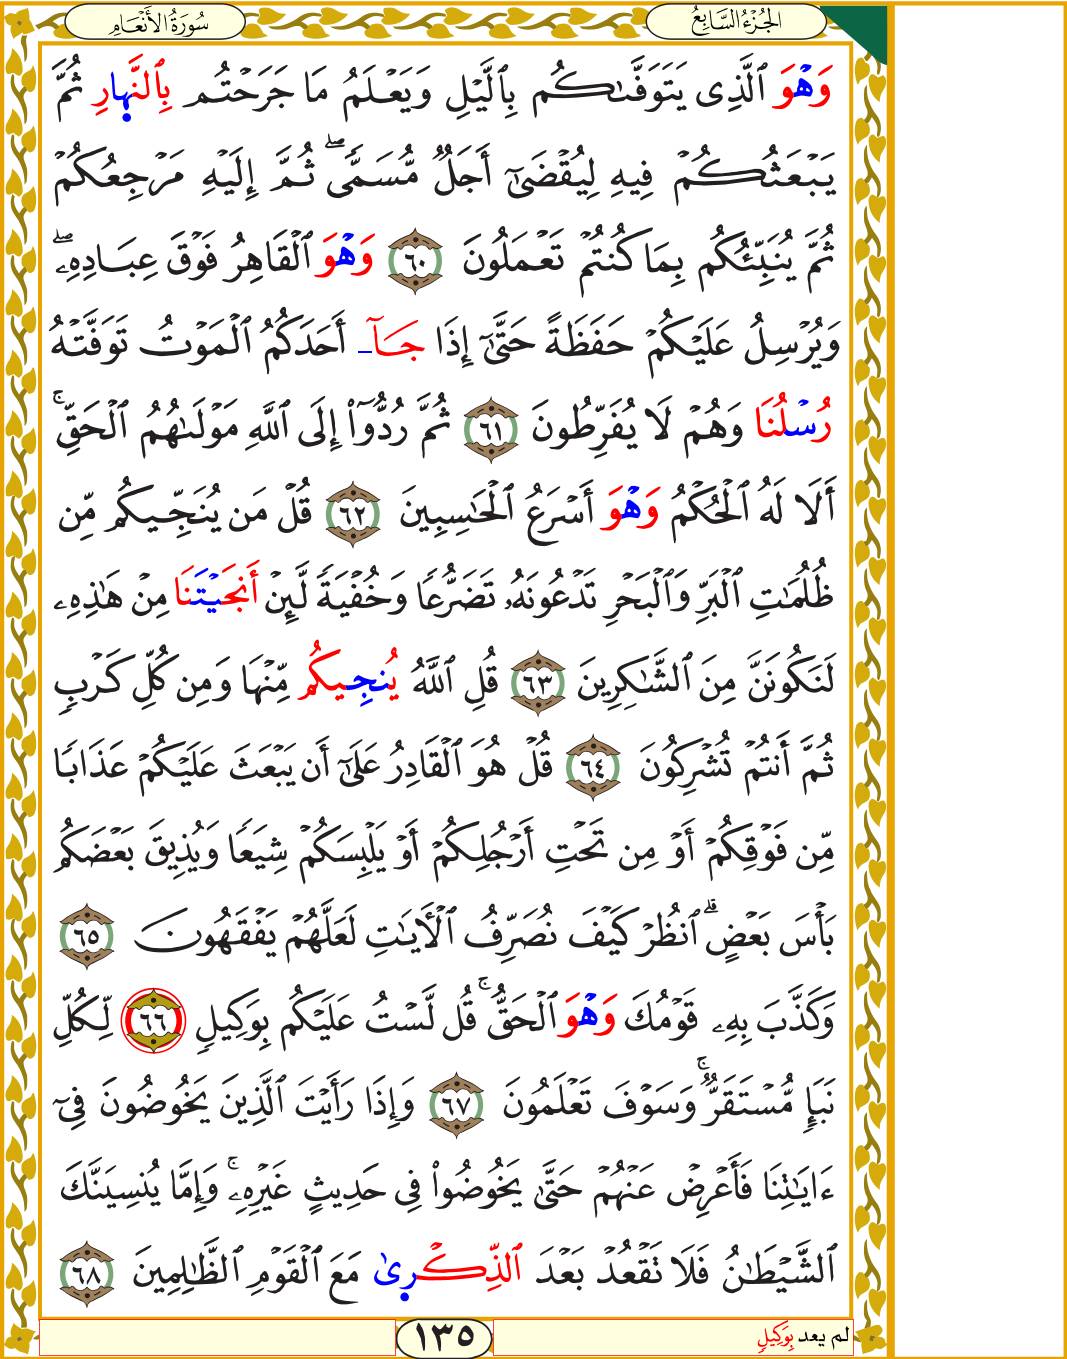 الجُزْءُ السَّابِعُ
سُورَةُ الأَنْعَامِ
وَهْوَ ٱلَّذِى يَتَوَفَّىٰكُم بِٱلَّيْلِ وَيَعْلَمُ مَا جَرَحْتُم بِٱلنَّهارِ ثُمَّ
يَبْعَثُكُمْ فِيهِ لِيُقْضَىٰٓ أَجَلٌ مُّسَمًّى ۖ ثُمَّ إِلَيْهِ مَرْجِعُكُمْ
ثُمَّ يُنَبِّئُكُم بِمَا كُنتُمْ تَعْمَلُونَ ٦٠ وَهْوَ ٱلْقَاهِرُ فَوْقَ عِبَادِهِۦ ۖ
وَيُرْسِلُ عَلَيْكُمْ حَفَظَةً حَتَّىٰٓ إِذَا جَآ أَحَدَكُمُ ٱلْمَوْتُ تَوَفَّتْهُ
رُسْلُنَا وَهُمْ لَا يُفَرِّطُونَ ٦١ ثُمَّ رُدُّوٓا۟ إِلَى ٱللَّهِ مَوْلَىٰهُمُ ٱلْحَقِّ ۚ
أَلَا لَهُ ٱلْحُكْمُ وَهْوَ أَسْرَعُ ٱلْحَٰسِبِينَ ٦٢ قُلْ مَن يُنَجِّيكُم مِّن
ظُلُمَٰتِ ٱلْبَرِّ وَٱلْبَحْرِ تَدْعُونَهُۥ تَضَرُّعًا وَخُفْيَةً لَّئِنْ أَنجَيْتَنَا مِنْ هَٰذِهِۦ
لَنَكُونَنَّ مِنَ ٱلشَّٰكِرِينَ ٦٣ قُلِ ٱللَّهُ يُنجِيكُم مِّنْهَا وَمِن كُلِّ كَرْبٍ
ثُمَّ أَنتُمْ تُشْرِكُونَ ٦٤ قُلْ هُوَ ٱلْقَادِرُ عَلَىٰٓ أَن يَبْعَثَ عَلَيْكُمْ عَذَابًا
مِّن فَوْقِكُمْ أَوْ مِن تَحْتِ أَرْجُلِكُمْ أَوْ يَلْبِسَكُمْ شِيَعًا وَيُذِيقَ بَعْضَكُم
بَأْسَ بَعْضٍ ۗ ٱنظُرْ كَيْفَ نُصَرِّفُ ٱلْأَيَٰتِ لَعَلَّهُمْ يَفْقَهُونَ ٦٥
وَكَذَّبَ بِهِۦ قَوْمُكَ وَهْوَ ٱلْحَقُّ ۚ قُل لَّسْتُ عَلَيْكُم بِوَكِيلٍ ٦٦ لِّكُلِّ
نَبَإٍ مُّسْتَقَرٌّ ۚ وَسَوْفَ تَعْلَمُونَ ٦٧ وَإِذَا رَأَيْتَ ٱلَّذِينَ يَخُوضُونَ فِىٓ
ءَايَٰتِنَا فَأَعْرِضْ عَنْهُمْ حَتَّىٰ يَخُوضُوا۟ فِى حَدِيثٍ غَيْرِهِۦ ۚ وَإِمَّا يُنسِيَنَّكَ
ٱلشَّيْطَٰنُ فَلَا تَقْعُدْ بَعْدَ ٱلذِّكْرِىٰ مَعَ ٱلْقَوْمِ ٱلظَّٰلِمِينَ ٦٨
لم يعد بِوَكِيلٍ
١٣٥